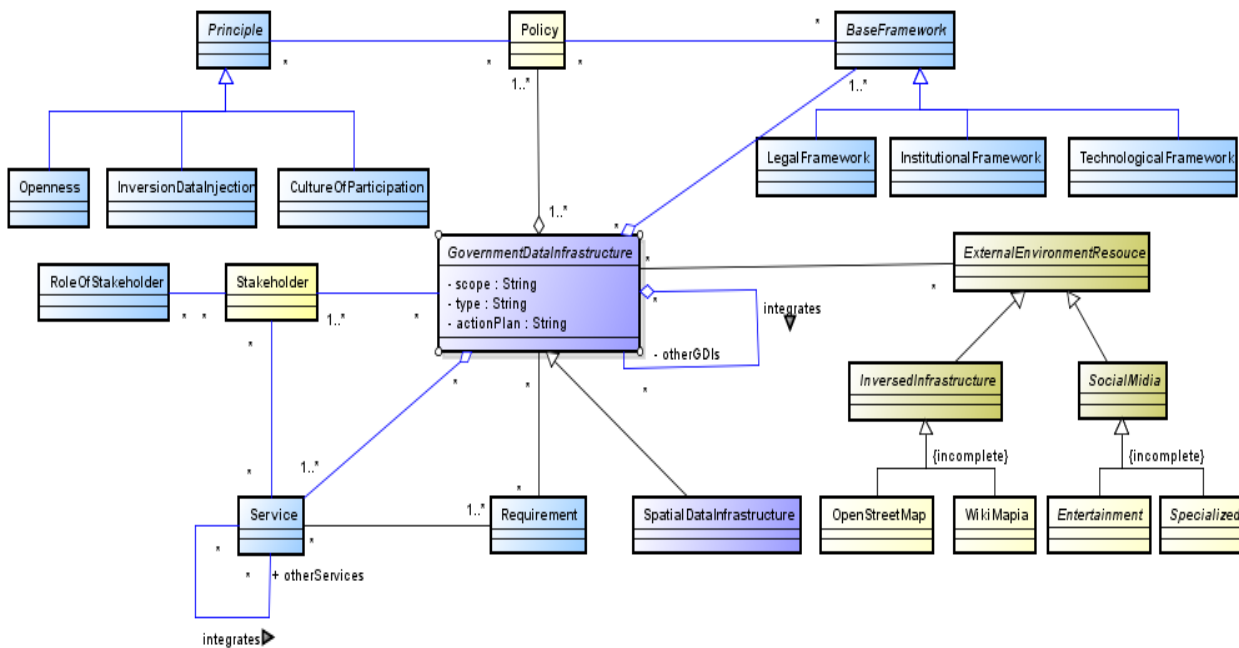 Principle
Policy
BaseFramework
*
*
*
*
*
1..*
1..*
Openness
InversionDataInjection
CultureOfParticipation
LegalFramework
InstitutionalFramework
TechnologicalFramework
1..*
*
GovernmentDataInfrastructure
- scope : String
- type : String
- actionPlan : String
RoleOfStakeholder
Stakeholder
ExternalEnvironmentResouce
*
*
*
*
1..*
*
*
integrates
- otherGDIs
*
*
*
*
InversedInfrastructure
SocialMidia
{incomplete}
{incomplete}
*
1..*
*
Service
1..*
Requirement
SpatialDataInfrastructure
OpenStreetMap
WikiMapia
Entertainment
Specialized
*
*
*
+ otherServices
integrates